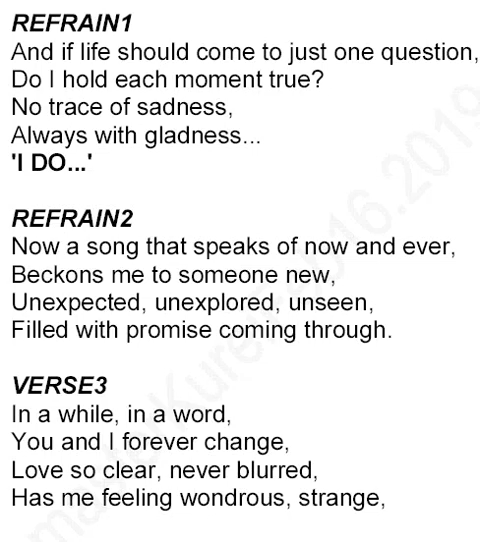 REFRAIN1
And if life should come to just one question,
Do I hold each moment true?
No trace of sadness,
Always with gladness...
'I DO...'
REFRAIN2
Now a song that speaks of now and ever,
Beckons me to someone new,
Unexpected, unexplored, unseen,
Filled with promise coming through.
VERSE3
In a while, in a word,
You and I forever change,
Love so clear, never blurred,
Has me feeling wondrous, strange,